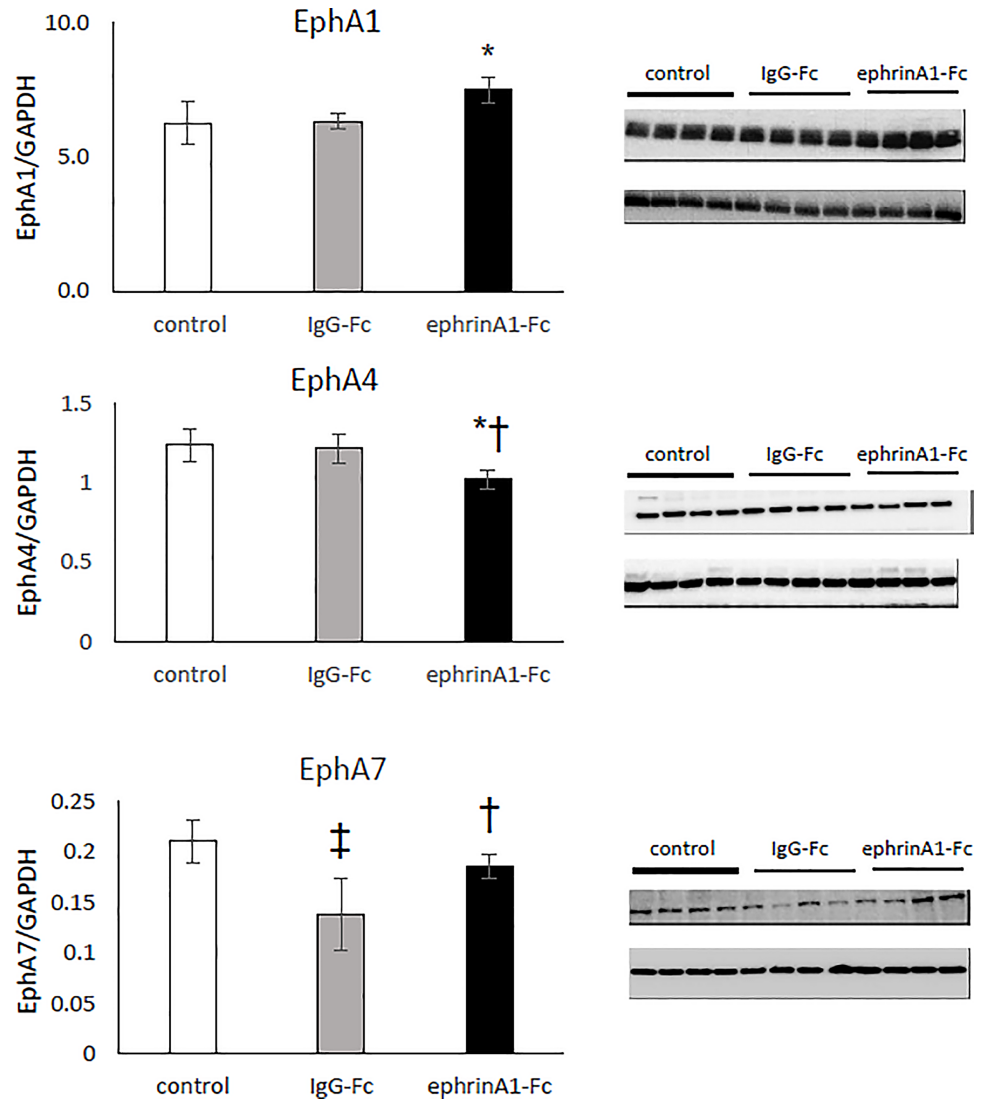 EphA1
10.0
5.0
0.0
EphA1/GAPDH
*
control IgG-Fc ephrinA1-Fc
control IgG-Fc ephrinA1-Fc
EphA4
1.5
1
0.5
0
EphA4/GAPDH
*†
control IgG-Fc ephrinA1-Fc
control IgG-Fc ephrinA1-Fc
EphA7
0.25
0.2
0.15
0.1
0.05
0
EphA7/GAPDH
‡ †
control IgG-Fc ephrinA1-Fc
control IgG-Fc ephrinA1-Fc